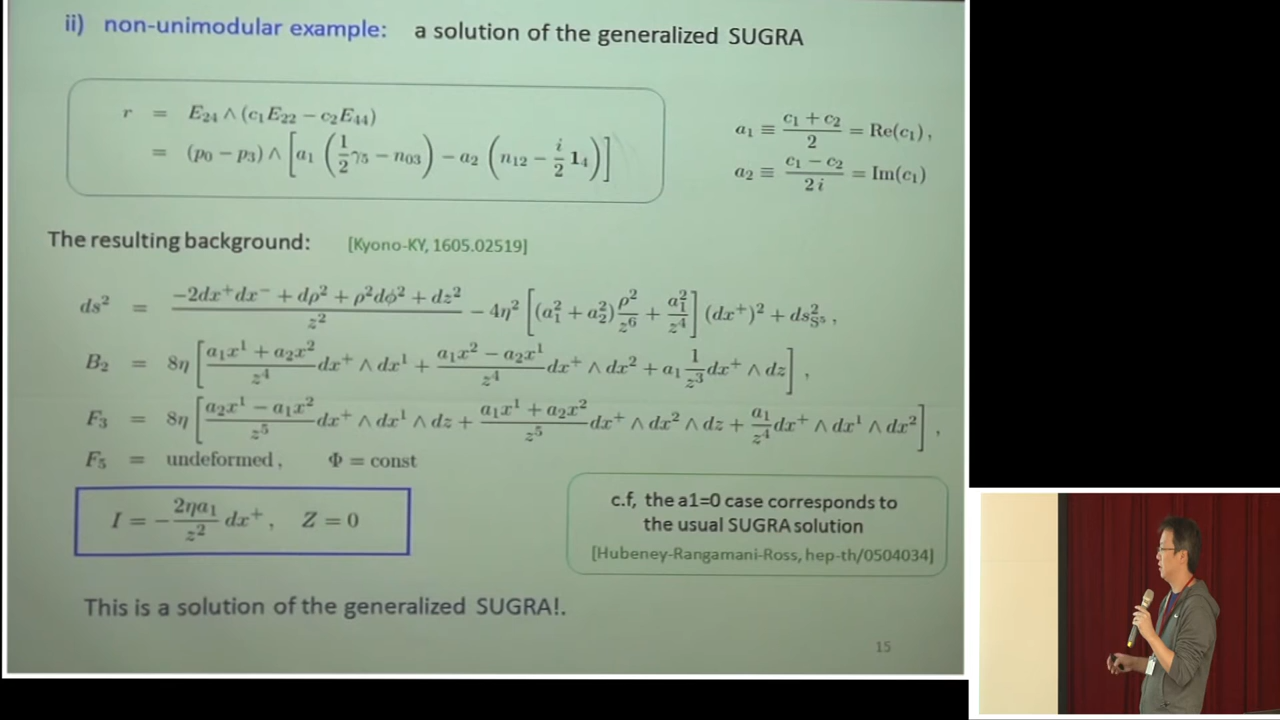 ii) non-unimodular example: a solution of the generalized SUGRA
r = E₂₄ ∧ (c₁E₂₂ − c₂E₄₄)
= (p₀ − p₃) ∧ [a₁ (1/2 γ₅ − n₀₃) − a₂ (n₁₂ − i/2 1₄)]
a₁ ≡ (c₁ + c₂)/2 = Re(c₁),
a₂ ≡ (c₁ − c₂)/(2 i) = Im(c₁)
The resulting background: [Kyono-KY, 1605.02519]
ds² = (−2dx⁺dx⁻ + dρ² + ρ²dϕ² + dz²)/z² − 4η² [(a₁² + a₂²) ρ²/z⁶ + a₁²/z⁴] (dx⁺)² + ds²_S⁵ ,
B₂ = 8η [(a₁x¹ + a₂x²)/z⁴ dx⁺ ∧ dx¹ + (a₁x² − a₂x¹)/z⁴ dx⁺ ∧ dx² + a₁ 1/z³ dx⁺ ∧ dz] ,
F₃ = 8η [(a₂x¹ − a₁x²)/z⁵ dx⁺ ∧ dx¹ ∧ dz + (a₁x¹ + a₂x²)/z⁵ dx⁺ ∧ dx² ∧ dz + a₁/z⁴ dx⁺ ∧ dx¹ ∧ dx²] ,
F₅ = undeformed , Φ = const
I = − 2ηa₁/z² dx⁺ , Z = 0
c.f, the a1=0 case corresponds to
the usual SUGRA solution
[Hubeney-Rangamani-Ross, hep-th/0504034]
This is a solution of the generalized SUGRA!.
15